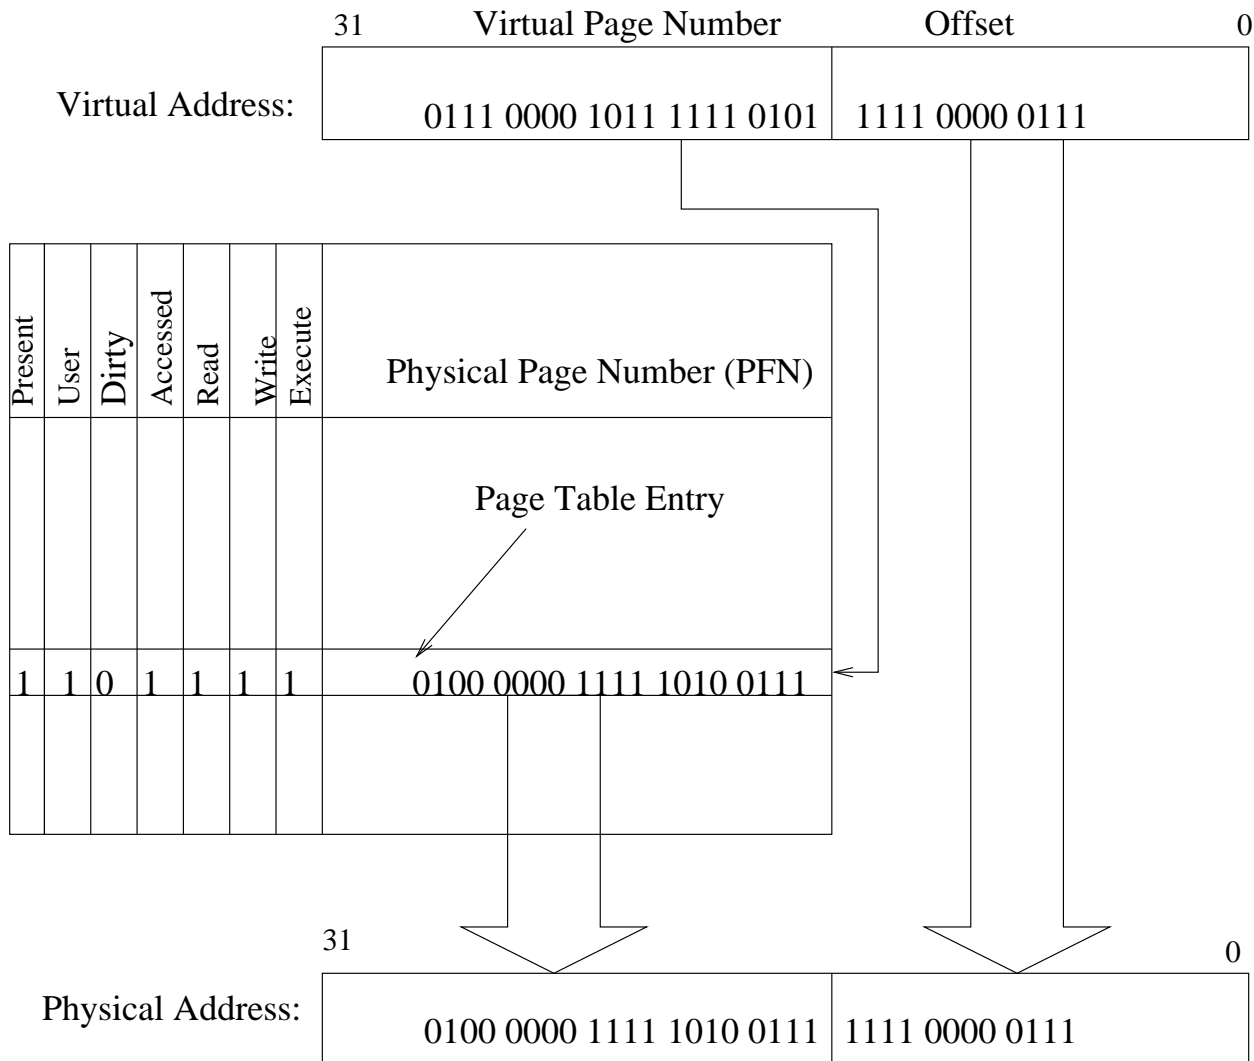 31 Virtual Page Number Offset 0
Virtual Address: 0111 0000 1011 1111 0101 1111 0000 0111
Present User Dirty Accessed Read Write Execute Physical Page Number (PFN)
Page Table Entry
1 1 0 1 1 1 1 0100 0000 1111 1010 0111
31 0
Physical Address: 0100 0000 1111 1010 0111 1111 0000 0111